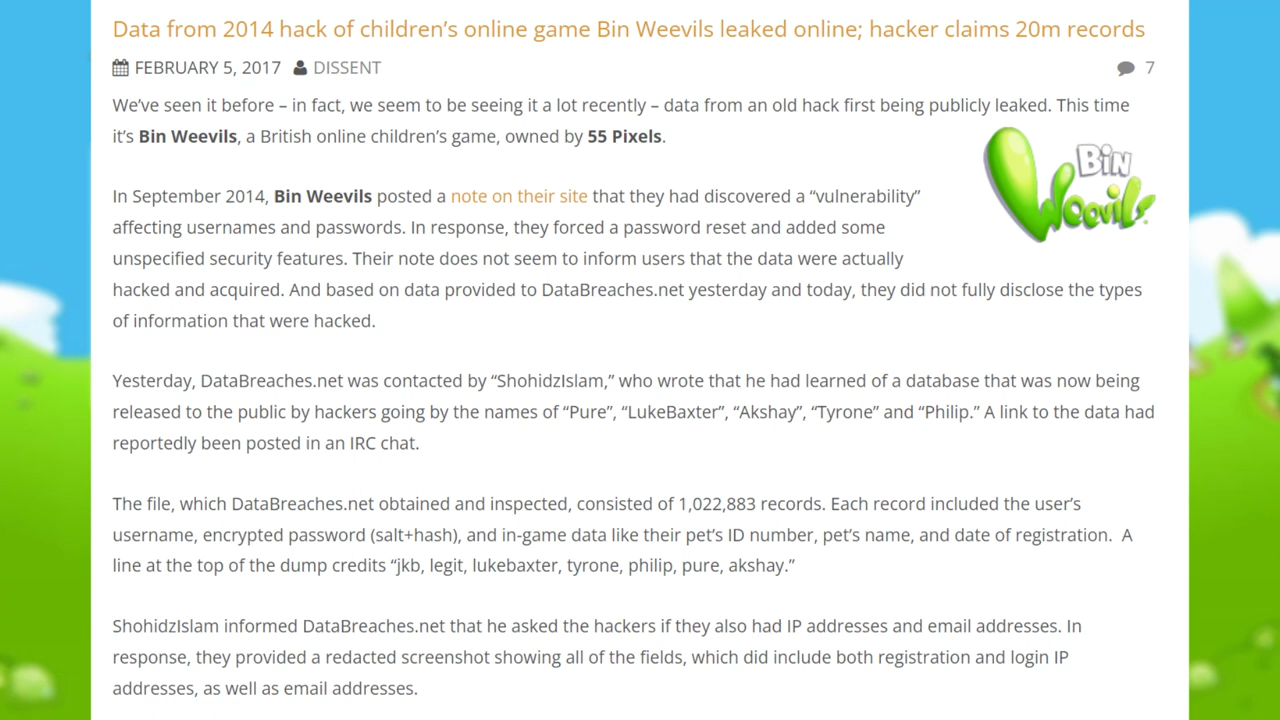 Data from 2014 hack of children’s online game Bin Weevils leaked online; hacker claims 20m records
FEBRUARY 5, 2017 DISSENT 7
We’ve seen it before – in fact, we seem to be seeing it a lot recently – data from an old hack first being publicly leaked. This time
it’s Bin Weevils, a British online children’s game, owned by 55 Pixels.
BiN
Weevils
In September 2014, Bin Weevils posted a note on their site that they had discovered a “vulnerability”
affecting usernames and passwords. In response, they forced a password reset and added some
unspecified security features. Their note does not seem to inform users that the data were actually
hacked and acquired. And based on data provided to DataBreaches.net yesterday and today, they did not fully disclose the types
of information that were hacked.
Yesterday, DataBreaches.net was contacted by “ShohidzIslam,” who wrote that he had learned of a database that was now being
released to the public by hackers going by the names of “Pure”, “LukeBaxter”, “Akshay”, “Tyrone” and “Philip.” A link to the data had
reportedly been posted in an IRC chat.
The file, which DataBreaches.net obtained and inspected, consisted of 1,022,883 records. Each record included the user’s
username, encrypted password (salt+hash), and in-game data like their pet’s ID number, pet’s name, and date of registration. A
line at the top of the dump credits “jkb, legit, lukebaxter, tyrone, philip, pure, akshay.”
ShohidzIslam informed DataBreaches.net that he asked the hackers if they also had IP addresses and email addresses. In
response, they provided a redacted screenshot showing all of the fields, which did include both registration and login IP
addresses, as well as email addresses.